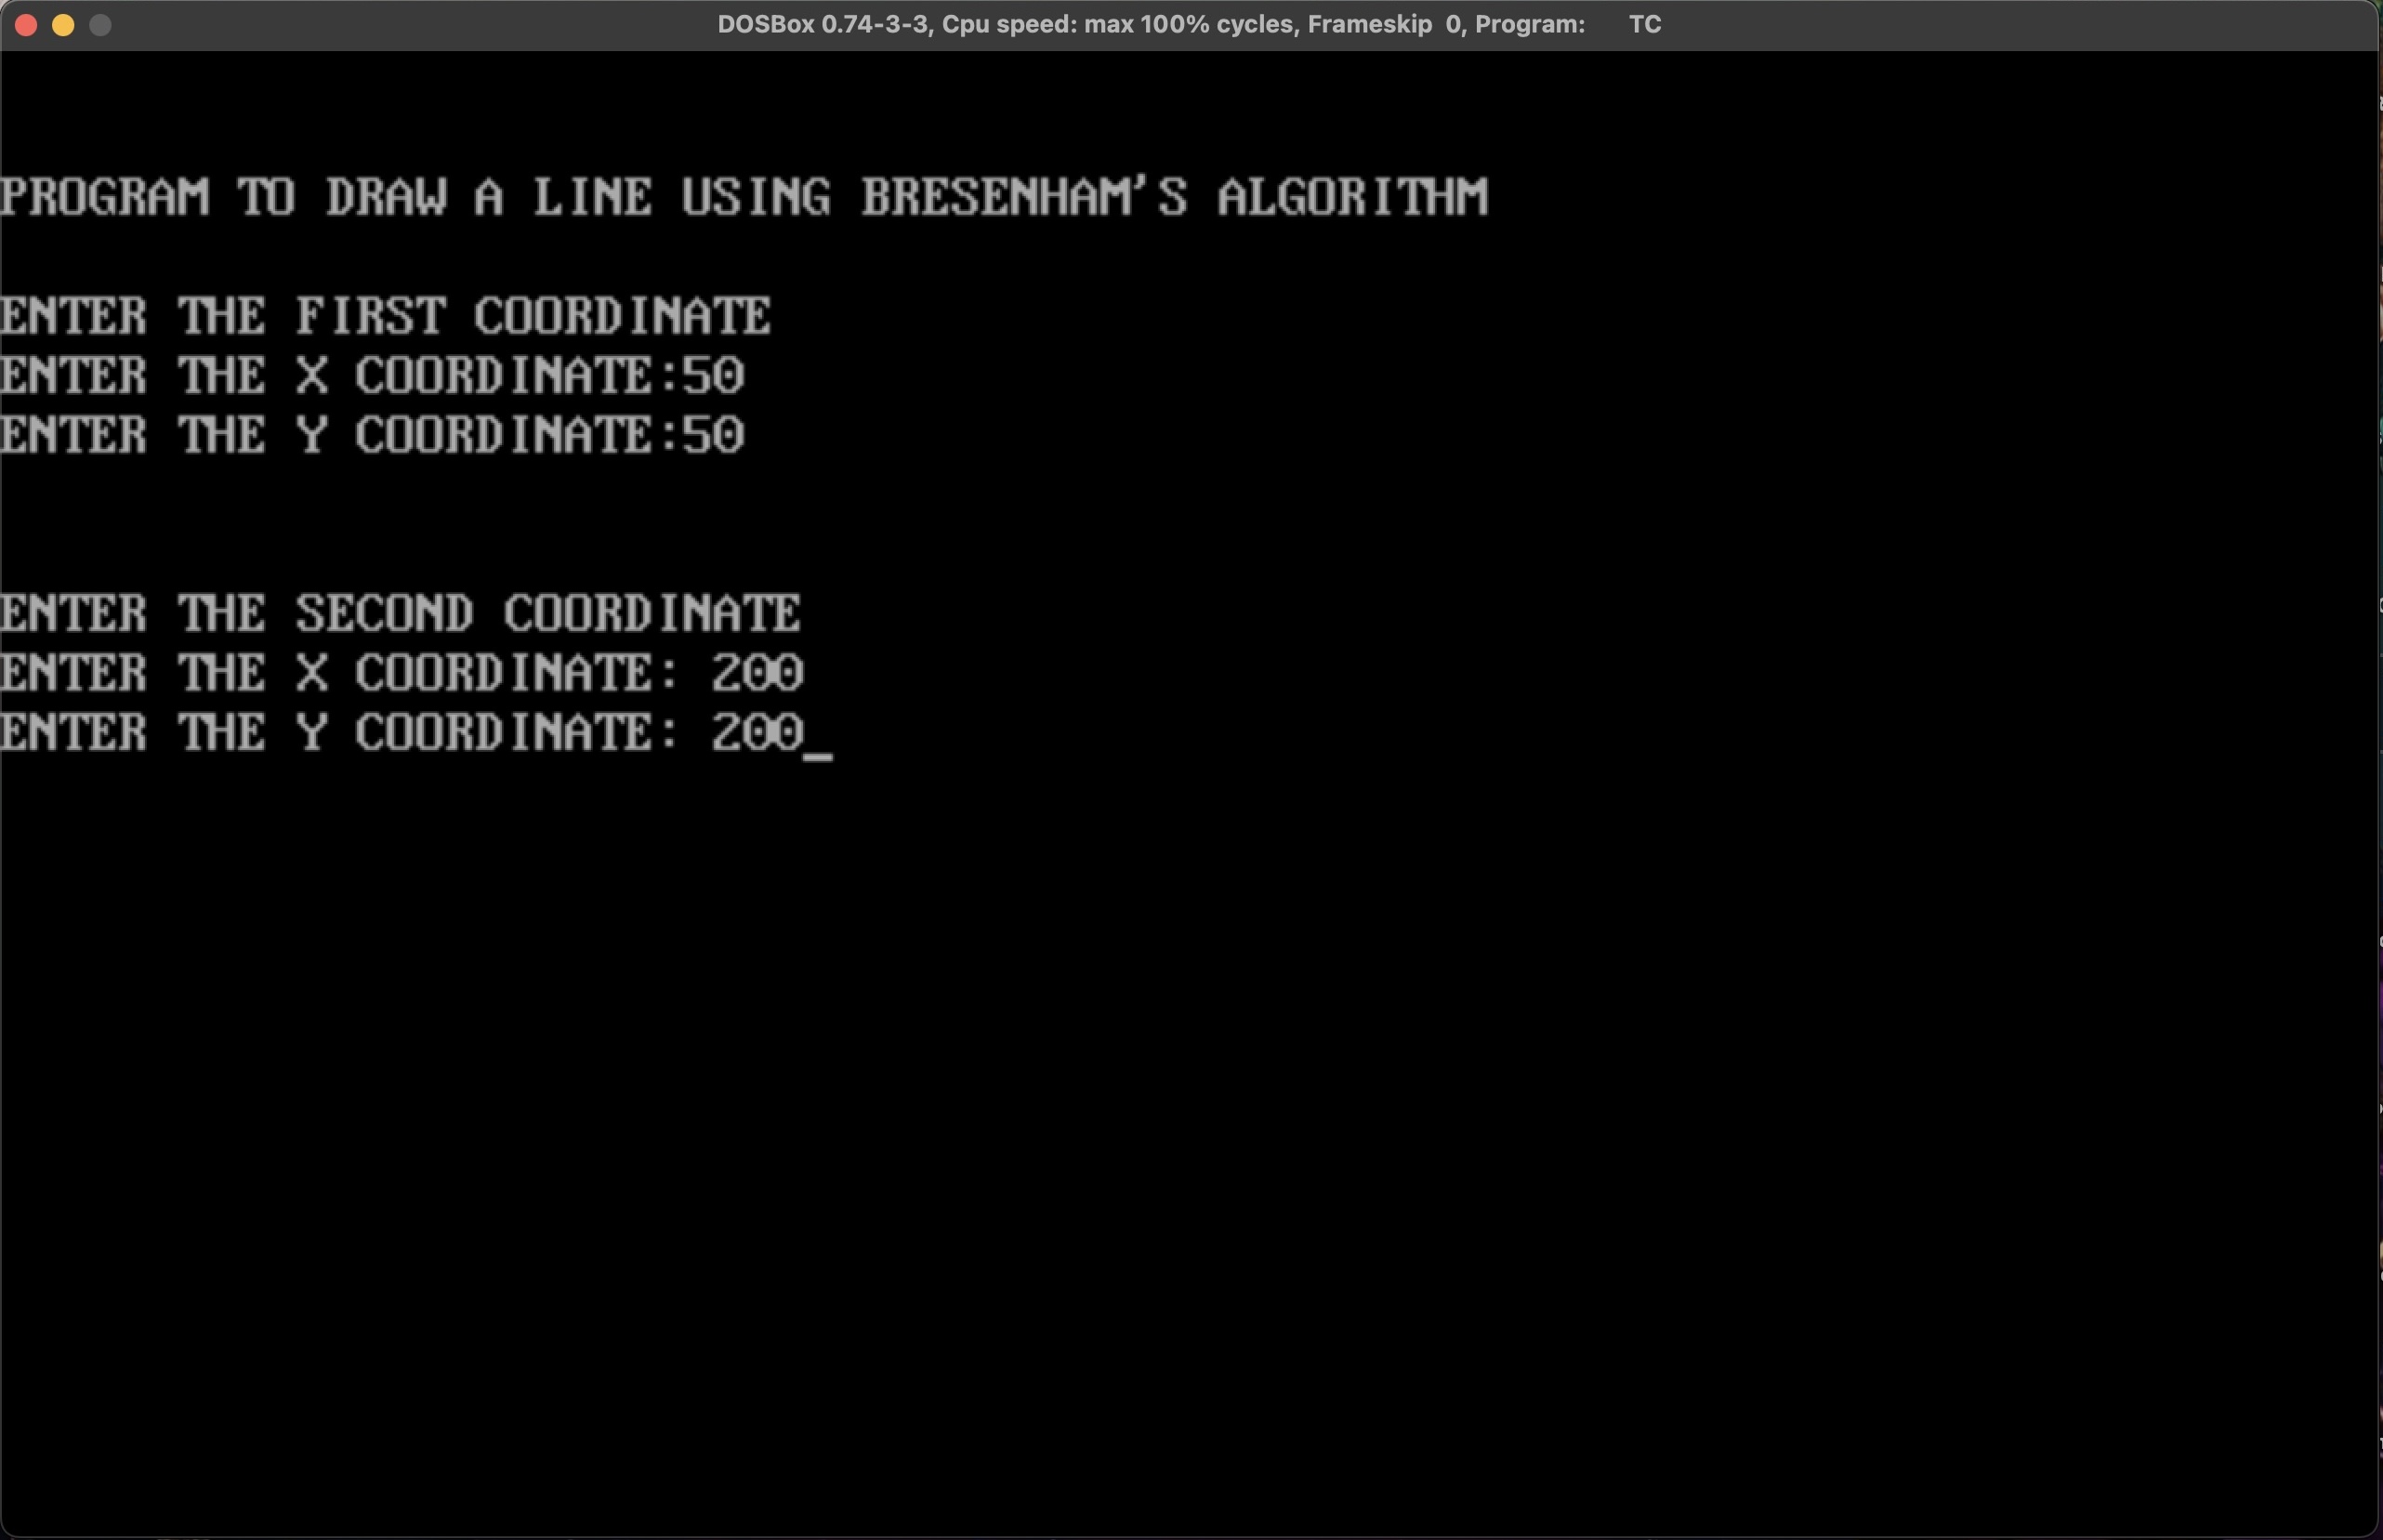 DOSBox 0.74-3-3, Cpu speed: max 100% cycles, Frameskip 0, Program: TC
PROGRAM TO DRAW A LINE USING BRESENHAM'S ALGORITHM
ENTER THE FIRST COORDINATE
ENTER THE X COORDINATE:50
ENTER THE Y COORDINATE:50
ENTER THE SECOND COORDINATE
ENTER THE X COORDINATE: 200
ENTER THE Y COORDINATE: 200_